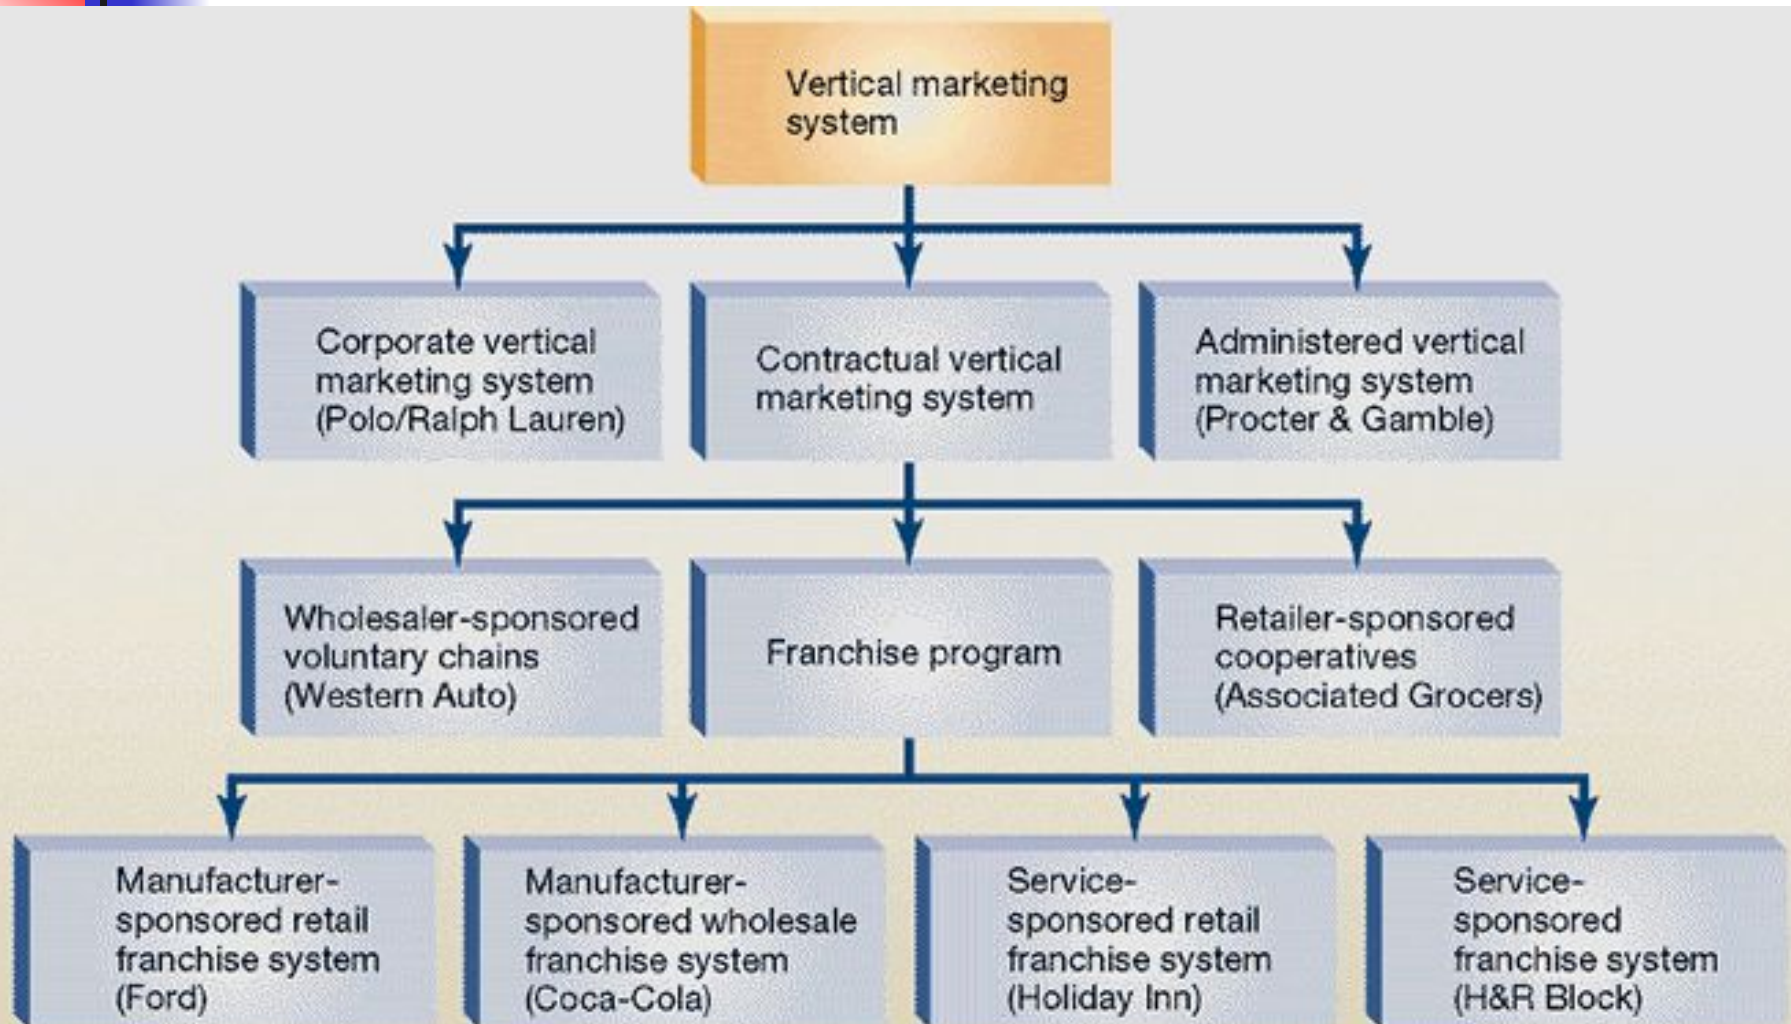 Vertical marketing
system
Corporate vertical
marketing system
(Polo/Ralph Lauren)
Contractual vertical
marketing system
Administered vertical
marketing system
(Procter & Gamble)
Wholesaler-sponsored
voluntary chains
(Western Auto)
Franchise program
Retailer-sponsored
cooperatives
(Associated Grocers)
Manufacturer-
sponsored retail
franchise system
(Ford)
Manufacturer-
sponsored wholesale
franchise system
(Coca-Cola)
Service-
sponsored retail
franchise system
(Holiday Inn)
Service-
sponsored
franchise system
(H&R Block)